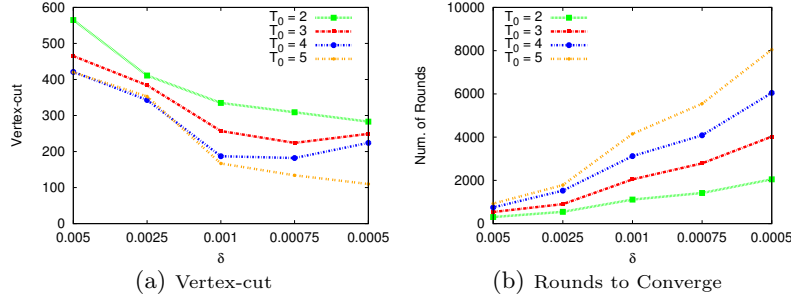 600
500
400
300
200
100
0
Vertex-cut
T0 = 2
T0 = 3
T0 = 4
T0 = 5
0.005 0.0025 0.001 0.00075 0.0005
δ
(a) Vertex-cut
10000
8000
6000
4000
2000
0
Num. of Rounds
T0 = 2
T0 = 3
T0 = 4
T0 = 5
0.005 0.0025 0.001 0.00075 0.0005
δ
(b) Rounds to Converge